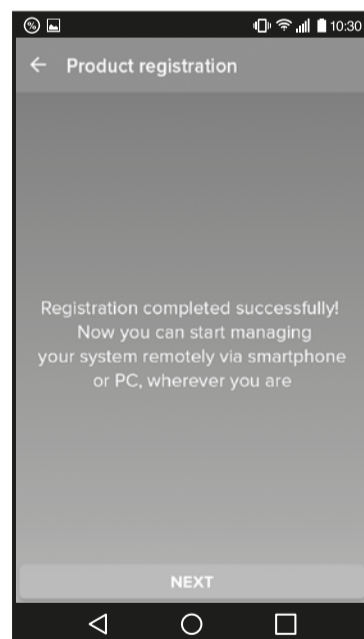 10:30
Product registration
Registration completed successfully!
Now you can start managing
your system remotely via smartphone
or PC, wherever you are
NEXT